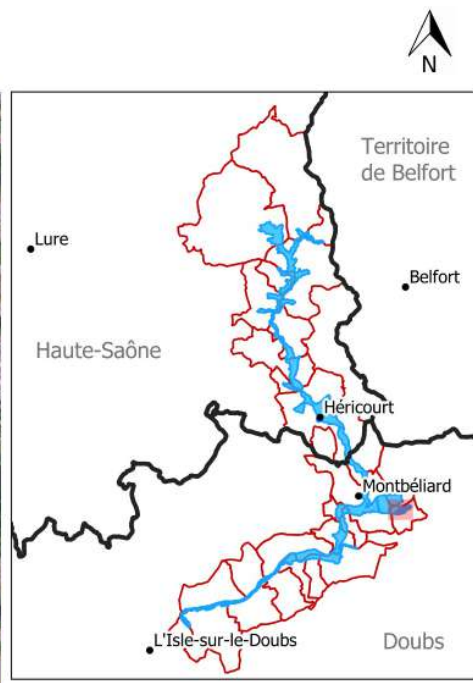 N
Territoire
de Belfort
Lure
Belfort
Haute-Saône
Héricourt
Montbéliard
L'Isle-sur-le-Doubs
Doubs